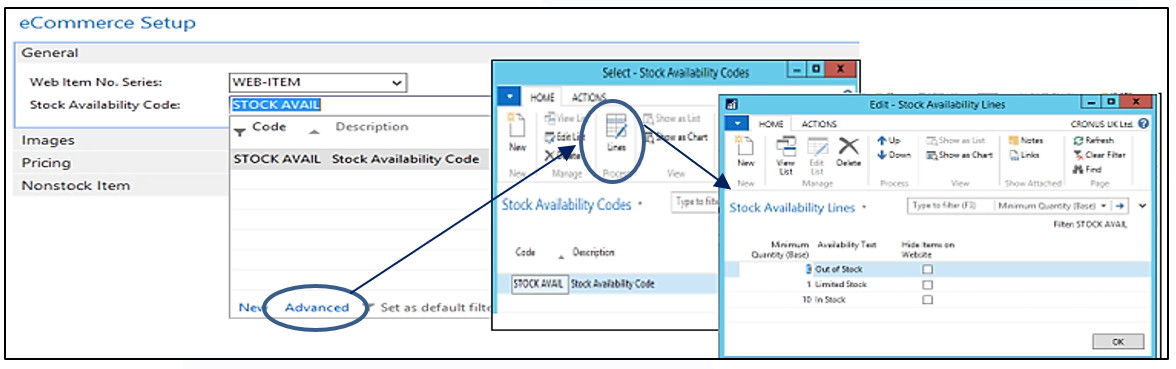 eCommerce Setup
General
Web Item No. Series: WEB-ITEM
Stock Availability Code: STOCK AVAIL
Code Description
STOCK AVAIL Stock Availability Code
New Advanced Set as default filte
Images
Pricing
Nonstock Item
Select - Stock Availability Codes
HOME ACTIONS
New
View List
Edit List
Delete
Lines
Show as List
Show as Chart
New Manage Process View
Stock Availability Codes
Type to filte
Code Description
STOCK AVAIL Stock Availability Code
Edit - Stock Availability Lines
HOME ACTIONS CRONUS UK Ltd.
New
View List
Edit List
Delete
Up
Down
Show as List
Show as Chart
Notes
Links
Refresh
Clear Filter
Find
New Manage Process View Show Attached Page
Stock Availability Lines
Type to filter (F3) Minimum Quantity (Base)
Filter: STOCK AVAIL
Minimum Availability Text Hide Items on
Quantity (Base) Website
Out of Stock
1 Limited Stock
10 In Stock
OK